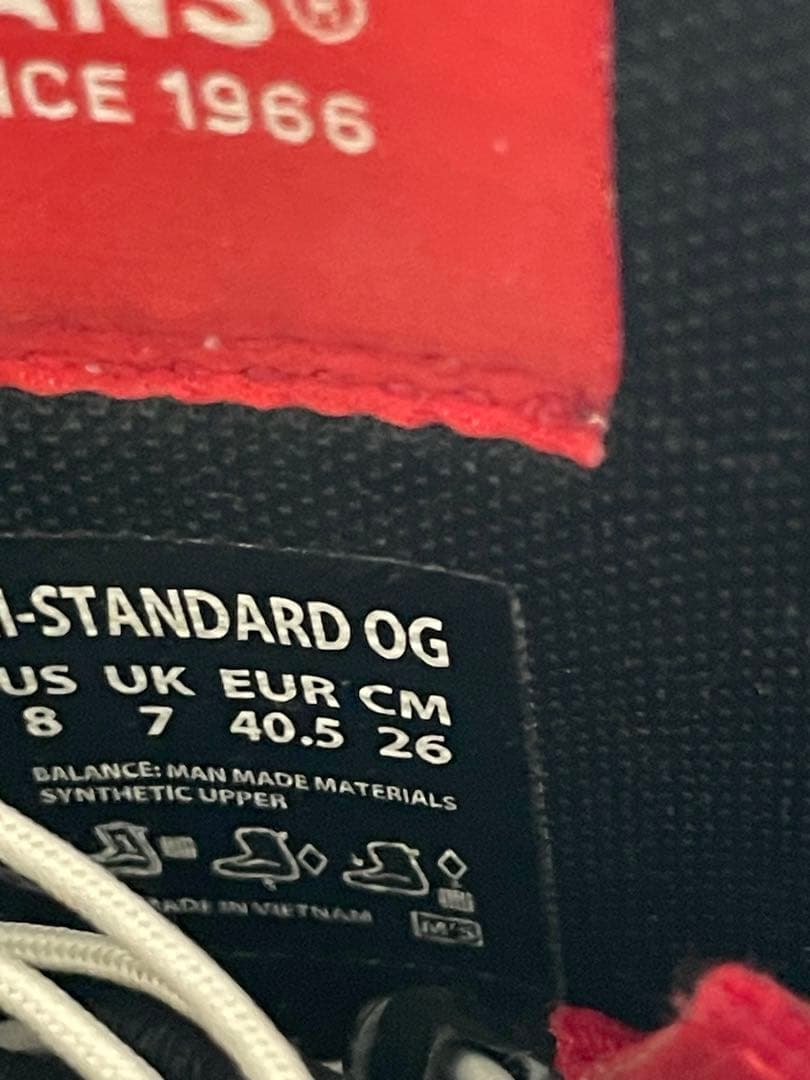 ANS®
NCE 1966
I-STANDARD OG
US UK EUR CM
8 7 40.5 26
BALANCE: MAN MADE MATERIALS
SYNTHETIC UPPER
MADE IN VIETNAM
M'S